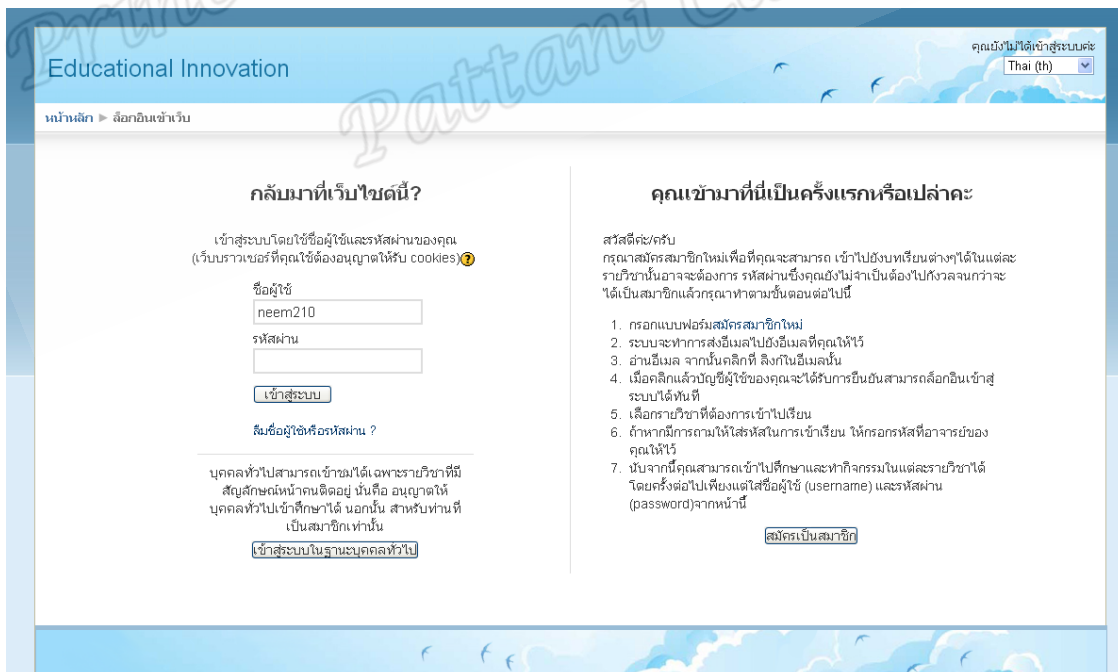 Pattani
คุณยังไม่ได้เข้าสู่ระบบค่ะ
Educational Innovation
Thai (th)
หน้าหลัก ► ล็อกอินเข้าเว็บ
กลับมาที่เว็บไซต์นี้?
เข้าสู่ระบบโดยใช้ชื่อผู้ใช้และรหัสผ่านของคุณ
(เว็บบราวเซอร์ที่คุณใช้ต้องอนุญาตให้รับ cookies)
ชื่อผู้ใช้
neem210
รหัสผ่าน
เข้าสู่ระบบ
ลืมชื่อผู้ใช้หรือรหัสผ่าน ?
บุคคลทั่วไปสามารถเข้าชมได้เฉพาะรายวิชาที่มี
สัญลักษณ์หน้าคนติดอยู่ นั่นคือ อนุญาตให้
บุคคลทั่วไปเข้าศึกษาได้ นอกนั้น สำหรับท่านที่
เป็นสมาชิกเท่านั้น
เข้าสู่ระบบในฐานะบุคคลทั่วไป
คุณเข้ามาที่นี่เป็นครั้งแรกหรือเปล่าคะ
สวัสดีค่ะ/ครับ
กรุณาสมัครสมาชิกใหม่เพื่อที่คุณจะสามารถ เข้าไปยังบทเรียนต่างๆได้ในแต่ละ
รายวิชานั้นอาจจะต้องการ รหัสผ่านซึ่งคุณยังไม่จำเป็นต้องไปกังวลจนกว่าจะ
ได้เป็นสมาชิกแล้วกรุณาทำตามขั้นตอนต่อไปนี้
1. กรอกแบบฟอร์มสมัครสมาชิกใหม่
2. ระบบจะทำการส่งอีเมลไปยังอีเมลที่คุณให้ไว้
3. อ่านอีเมล จากนั้นคลิกที่ ลิงก์ในอีเมลนั้น
4. เมื่อคลิกแล้วบัญชีผู้ใช้ของคุณจะได้รับการยืนยันสามารถล็อกอินเข้าสู่
ระบบได้ทันที
5. เลือกรายวิชาที่ต้องการเข้าไปเรียน
6. ถ้าหากมีการถามให้ใส่รหัสในการเข้าเรียน ให้กรอกรหัสที่อาจารย์ของ
คุณให้ไว้
7. นับจากนี้คุณสามารถเข้าไปศึกษาและทำกิจกรรมในแต่ละรายวิชาได้
โดยครั้งต่อไปเพียงแต่ใส่ชื่อผู้ใช้ (username) และรหัสผ่าน
(password)จากหน้านี้
สมัครเป็นสมาชิก